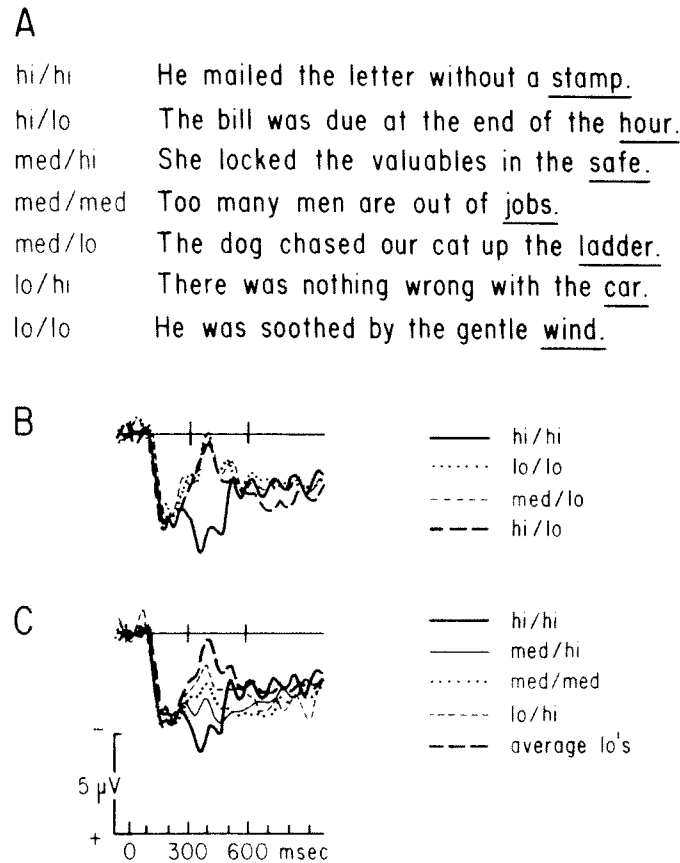 A
hi/hi He mailed the letter without a stamp.
hi/lo The bill was due at the end of the hour.
med/hi She locked the valuables in the safe.
med/med Too many men are out of jobs.
med/lo The dog chased our cat up the ladder.
lo/hi There was nothing wrong with the car.
lo/lo He was soothed by the gentle wind.
B
hi/hi
lo/lo
med/lo
hi/lo
C
hi/hi
med/hi
med/med
lo/hi
average lo's
−
5 μV
+
0 300 600 msec